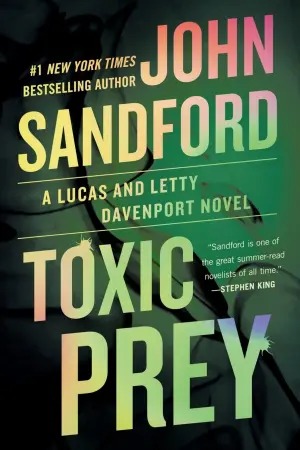 JOHN
#1 NEW YORK TIMES
BESTSELLING AUTHOR
SANDFORD
A LUCAS AND LETTY
DAVENPORT NOVEL
TOXIC
"Sandford is one of
the great summer-read
novelists of all time."
—STEPHEN KING
PREY